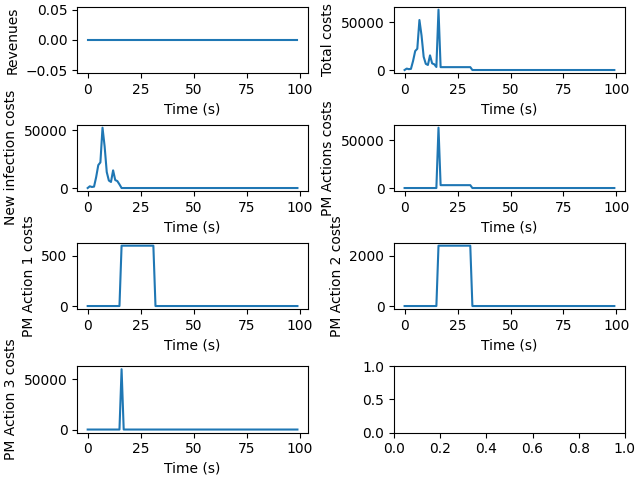 Revenues
0.05
0.00
−0.05
0 25 50 75 100
Time (s)
Total costs
50000
0
0 25 50 75 100
Time (s)
New infection costs
50000
0
0 25 50 75 100
Time (s)
PM Actions costs
50000
0
0 25 50 75 100
Time (s)
PM Action 1 costs
500
0
0 25 50 75 100
Time (s)
PM Action 2 costs
2000
0
0 25 50 75 100
Time (s)
PM Action 3 costs
50000
0
0 25 50 75 100
Time (s)
1.0
0.5
0.0
0.0 0.2 0.4 0.6 0.8 1.0